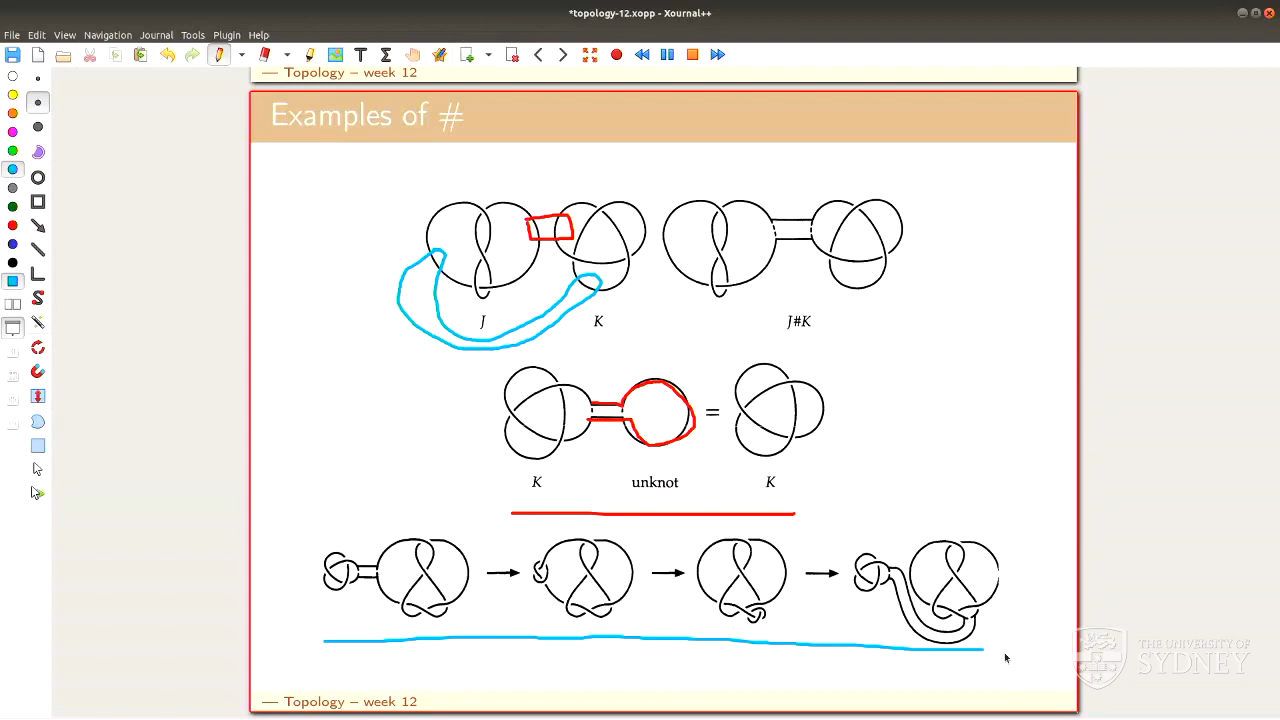 *topology-12.xopp - Xournal++
File Edit View Navigation Journal Tools Plugin Help
— Topology – week 12
Examples of #
J K J#K
=
K unknot K
THE UNIVERSITY OF
SYDNEY
— Topology – week 12